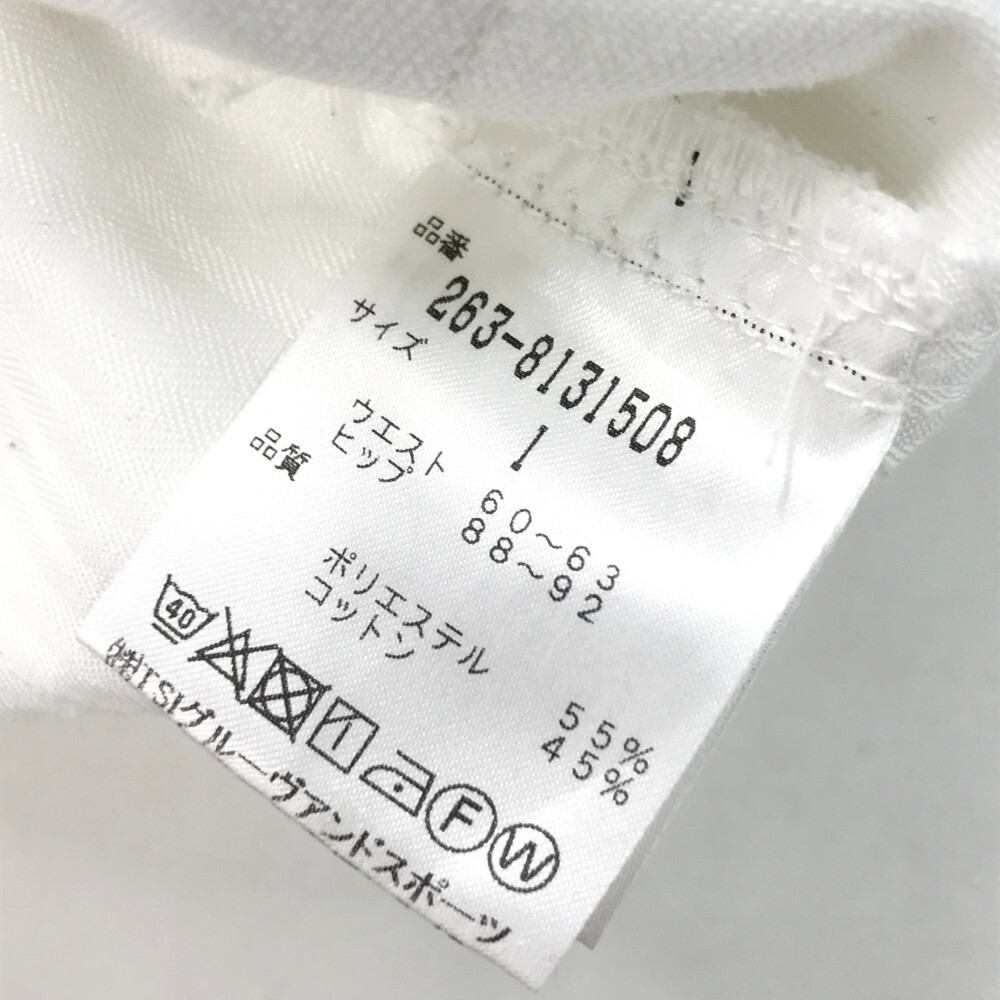 品番
263-8131508
サイズ 1
ウエスト 60〜63
ヒップ 88〜92
品質
ポリエステル 55%
コットン 45%
40
F W
㈱TSIグルーヴアンドスポーツ